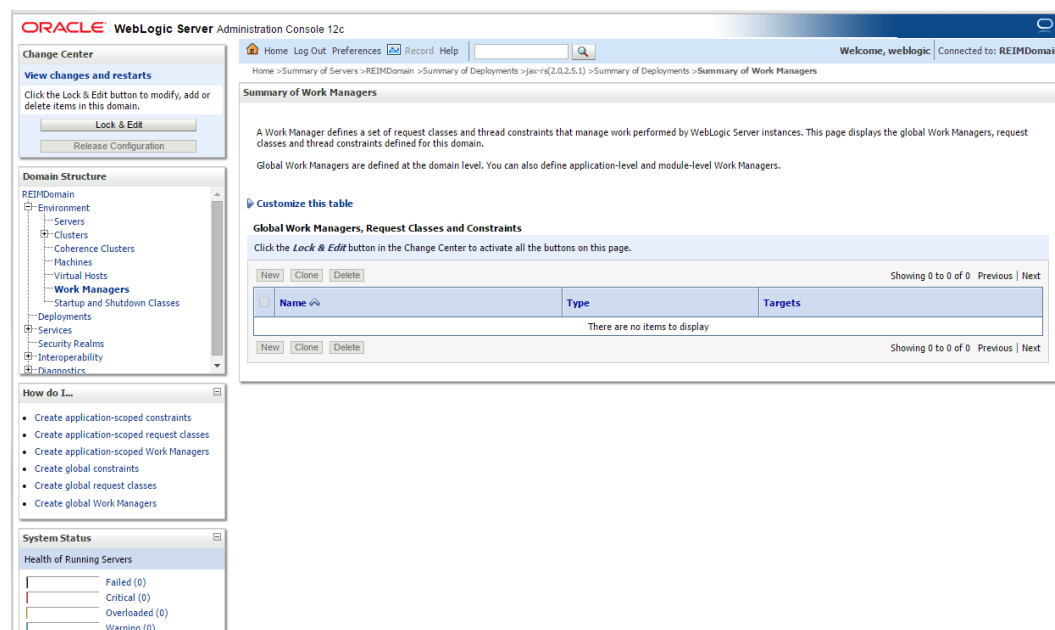 ORACLE WebLogic Server Administration Console 12c
Change Center
View changes and restarts
Click the Lock & Edit button to modify, add or
delete items in this domain.
Lock & Edit
Release Configuration
Domain Structure
REIMDomain
Environment
Servers
Clusters
Coherence Clusters
Machines
Virtual Hosts
Work Managers
Startup and Shutdown Classes
Deployments
Services
Security Realms
Interoperability
Diagnostics
How do I...
Create application-scoped constraints
Create application-scoped request classes
Create application-scoped Work Managers
Create global constraints
Create global request classes
Create global Work Managers
System Status
Health of Running Servers
Failed (0)
Critical (0)
Overloaded (0)
Warning (0)
Home Log Out Preferences Record Help
Welcome, weblogic Connected to: REIMDomai
Home >Summary of Servers >REIMDomain >Summary of Deployments >jax-rs(2.0,2.5.1) >Summary of Deployments >Summary of Work Managers
Summary of Work Managers
A Work Manager defines a set of request classes and thread constraints that manage work performed by WebLogic Server instances. This page displays the global Work Managers, request
classes and thread constraints defined for this domain.
Global Work Managers are defined at the domain level. You can also define application-level and module-level Work Managers.
Customize this table
Global Work Managers, Request Classes and Constraints
Click the Lock & Edit button in the Change Center to activate all the buttons on this page.
New Clone Delete Showing 0 to 0 of 0 Previous | Next
Name Type Targets
There are no items to display
New Clone Delete Showing 0 to 0 of 0 Previous | Next